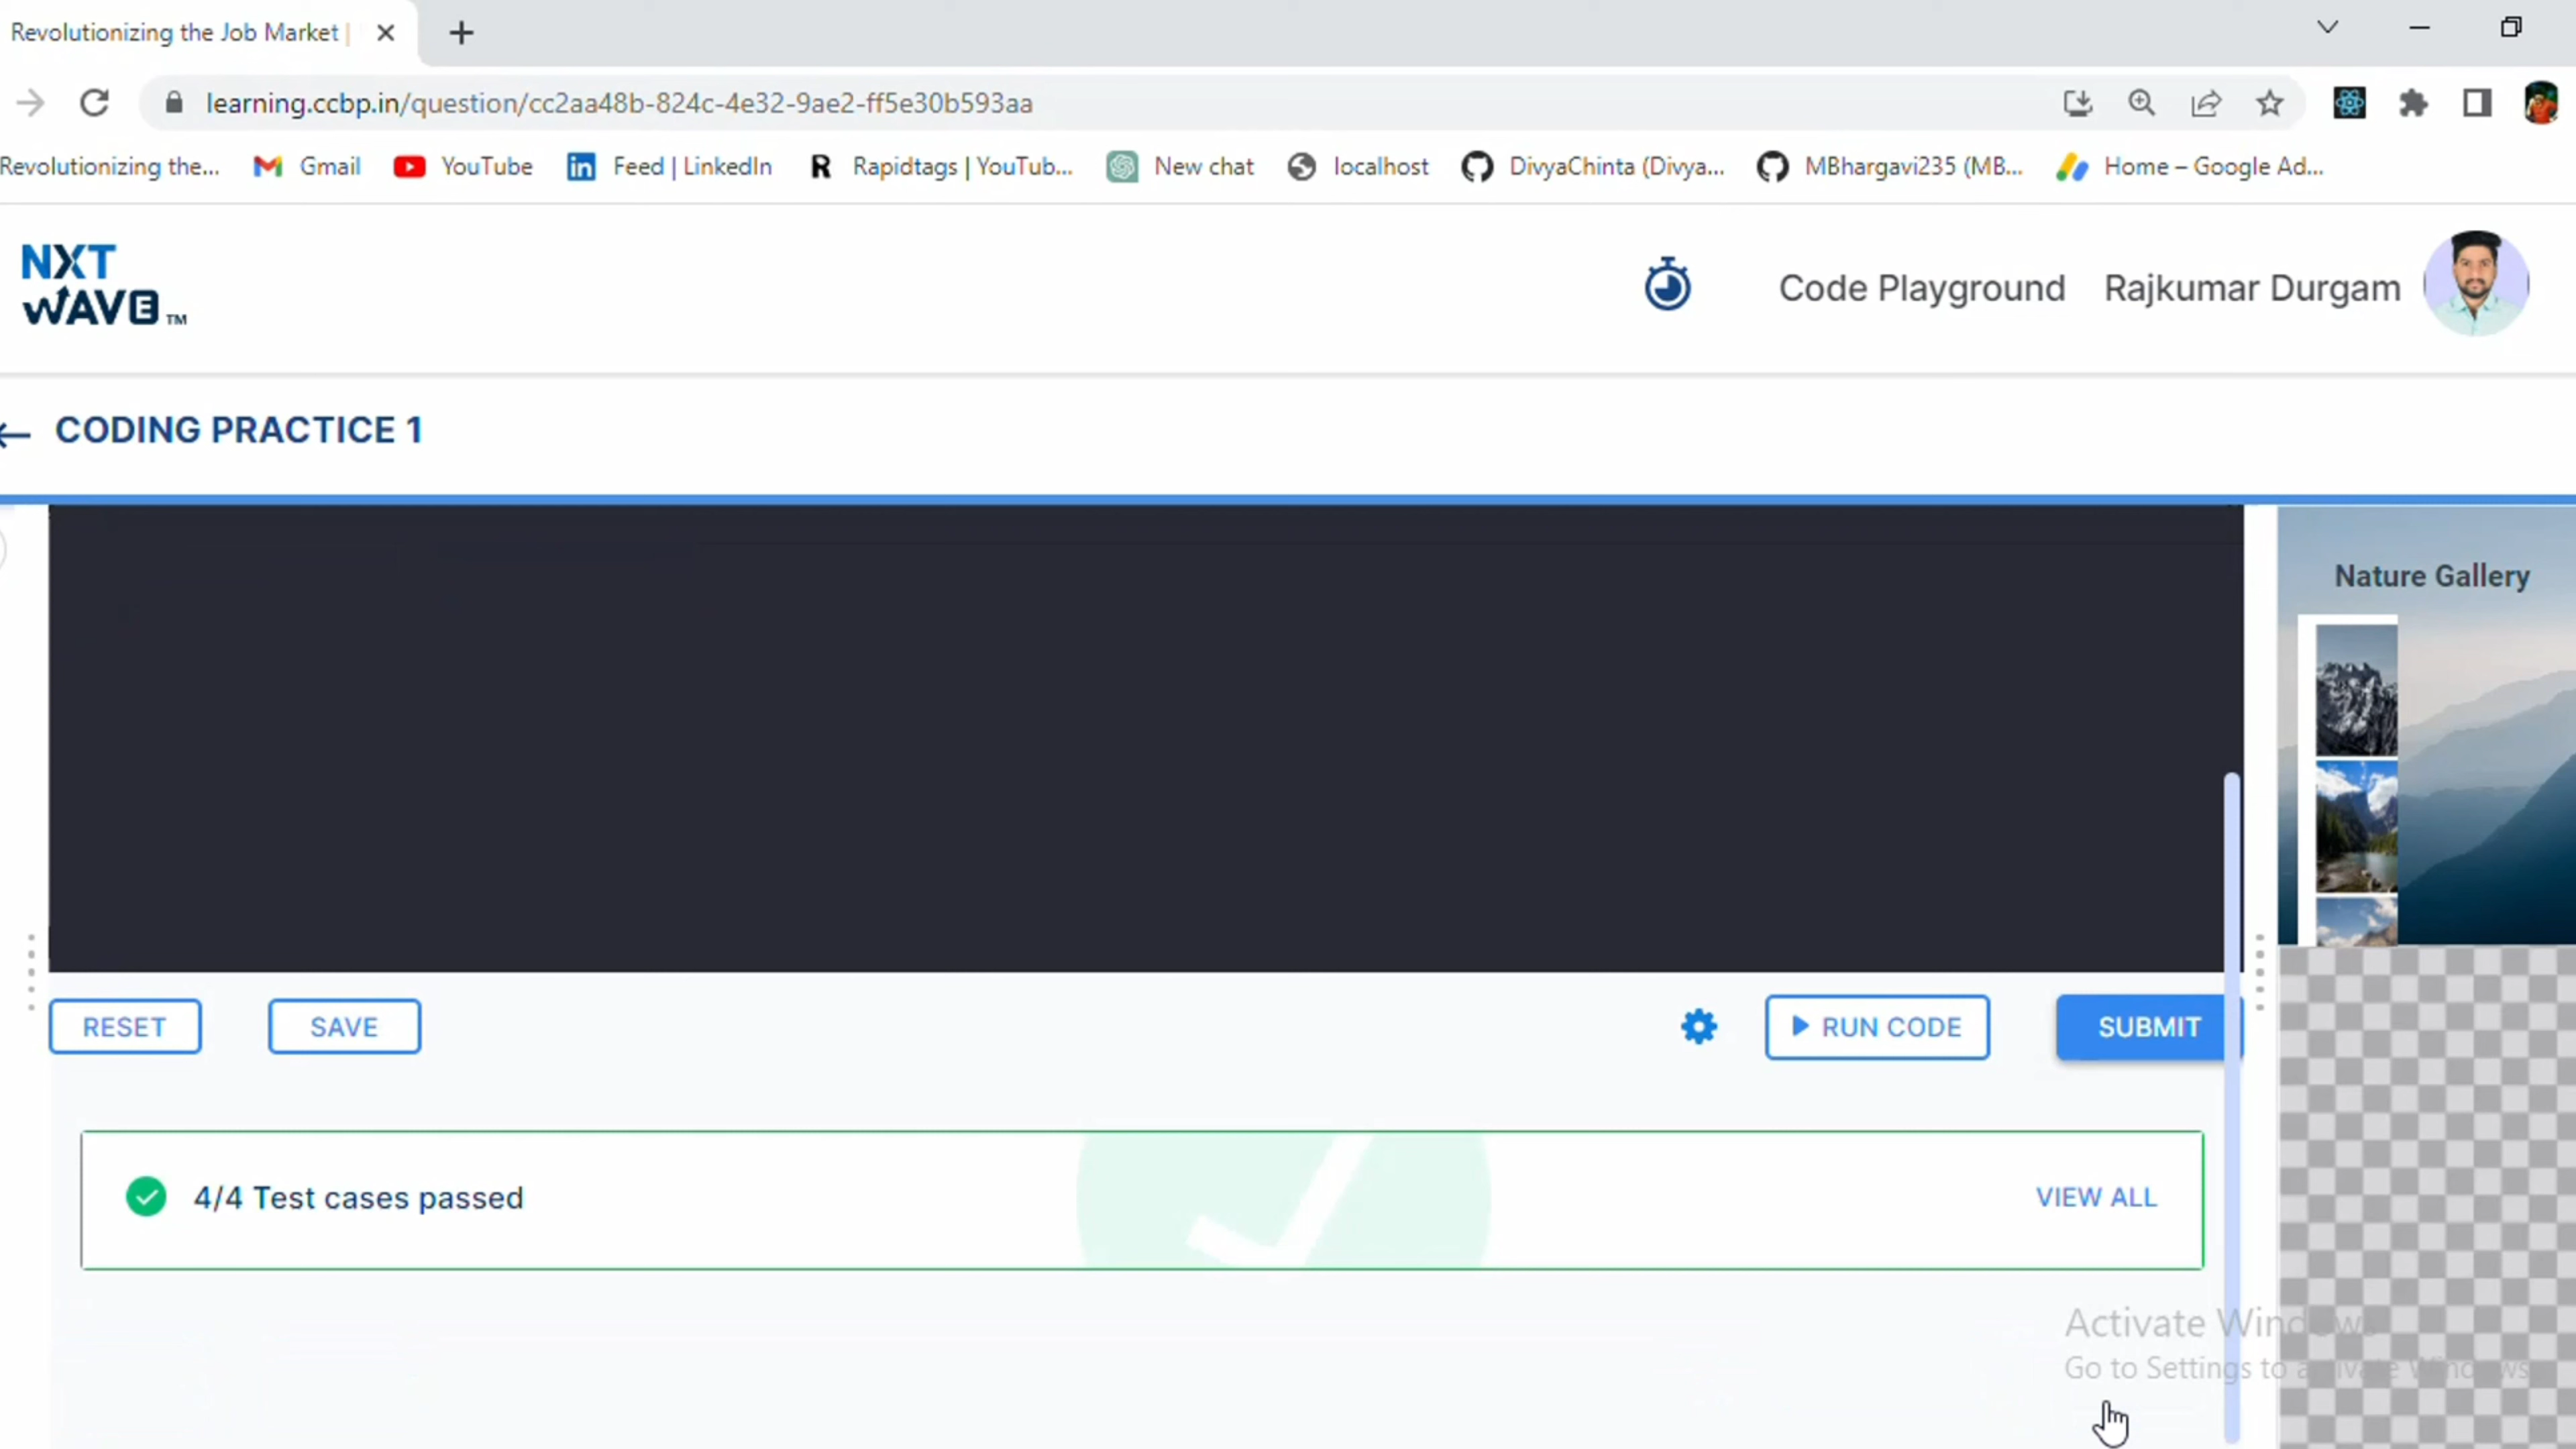 Revolutionizing the Job Market |
learning.ccbp.in/question/cc2aa48b-824c-4e32-9ae2-ff5e30b593aa
Revolutionizing the... Gmail YouTube Feed | LinkedIn Rapidtags | YouTub... New chat localhost DivyaChinta (Divya... MBhargavi235 (MB... Home – Google Ad...
NXT
WAVE TM
Code Playground Rajkumar Durgam
CODING PRACTICE 1
Nature Gallery
RESET SAVE RUN CODE SUBMIT
4/4 Test cases passed VIEW ALL
Activate Windows
Go to Settings to activate Windows.